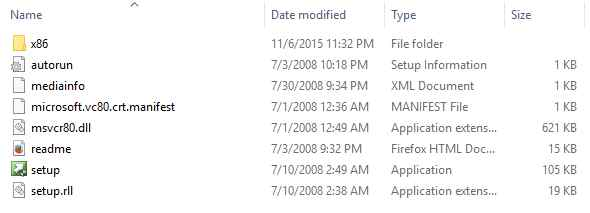 Name Date modified Type Size
x86 11/6/2015 11:32 PM File folder
autorun 7/3/2008 10:18 PM Setup Information 1 KB
mediainfo 7/30/2008 9:34 PM XML Document 1 KB
microsoft.vc80.crt.manifest 7/1/2008 12:36 AM MANIFEST File 1 KB
msvcr80.dll 7/1/2008 12:49 AM Application extens... 621 KB
readme 7/3/2008 9:32 PM Firefox HTML Doc... 15 KB
setup 7/10/2008 2:49 AM Application 105 KB
setup.rll 7/10/2008 2:38 AM Application extens... 19 KB